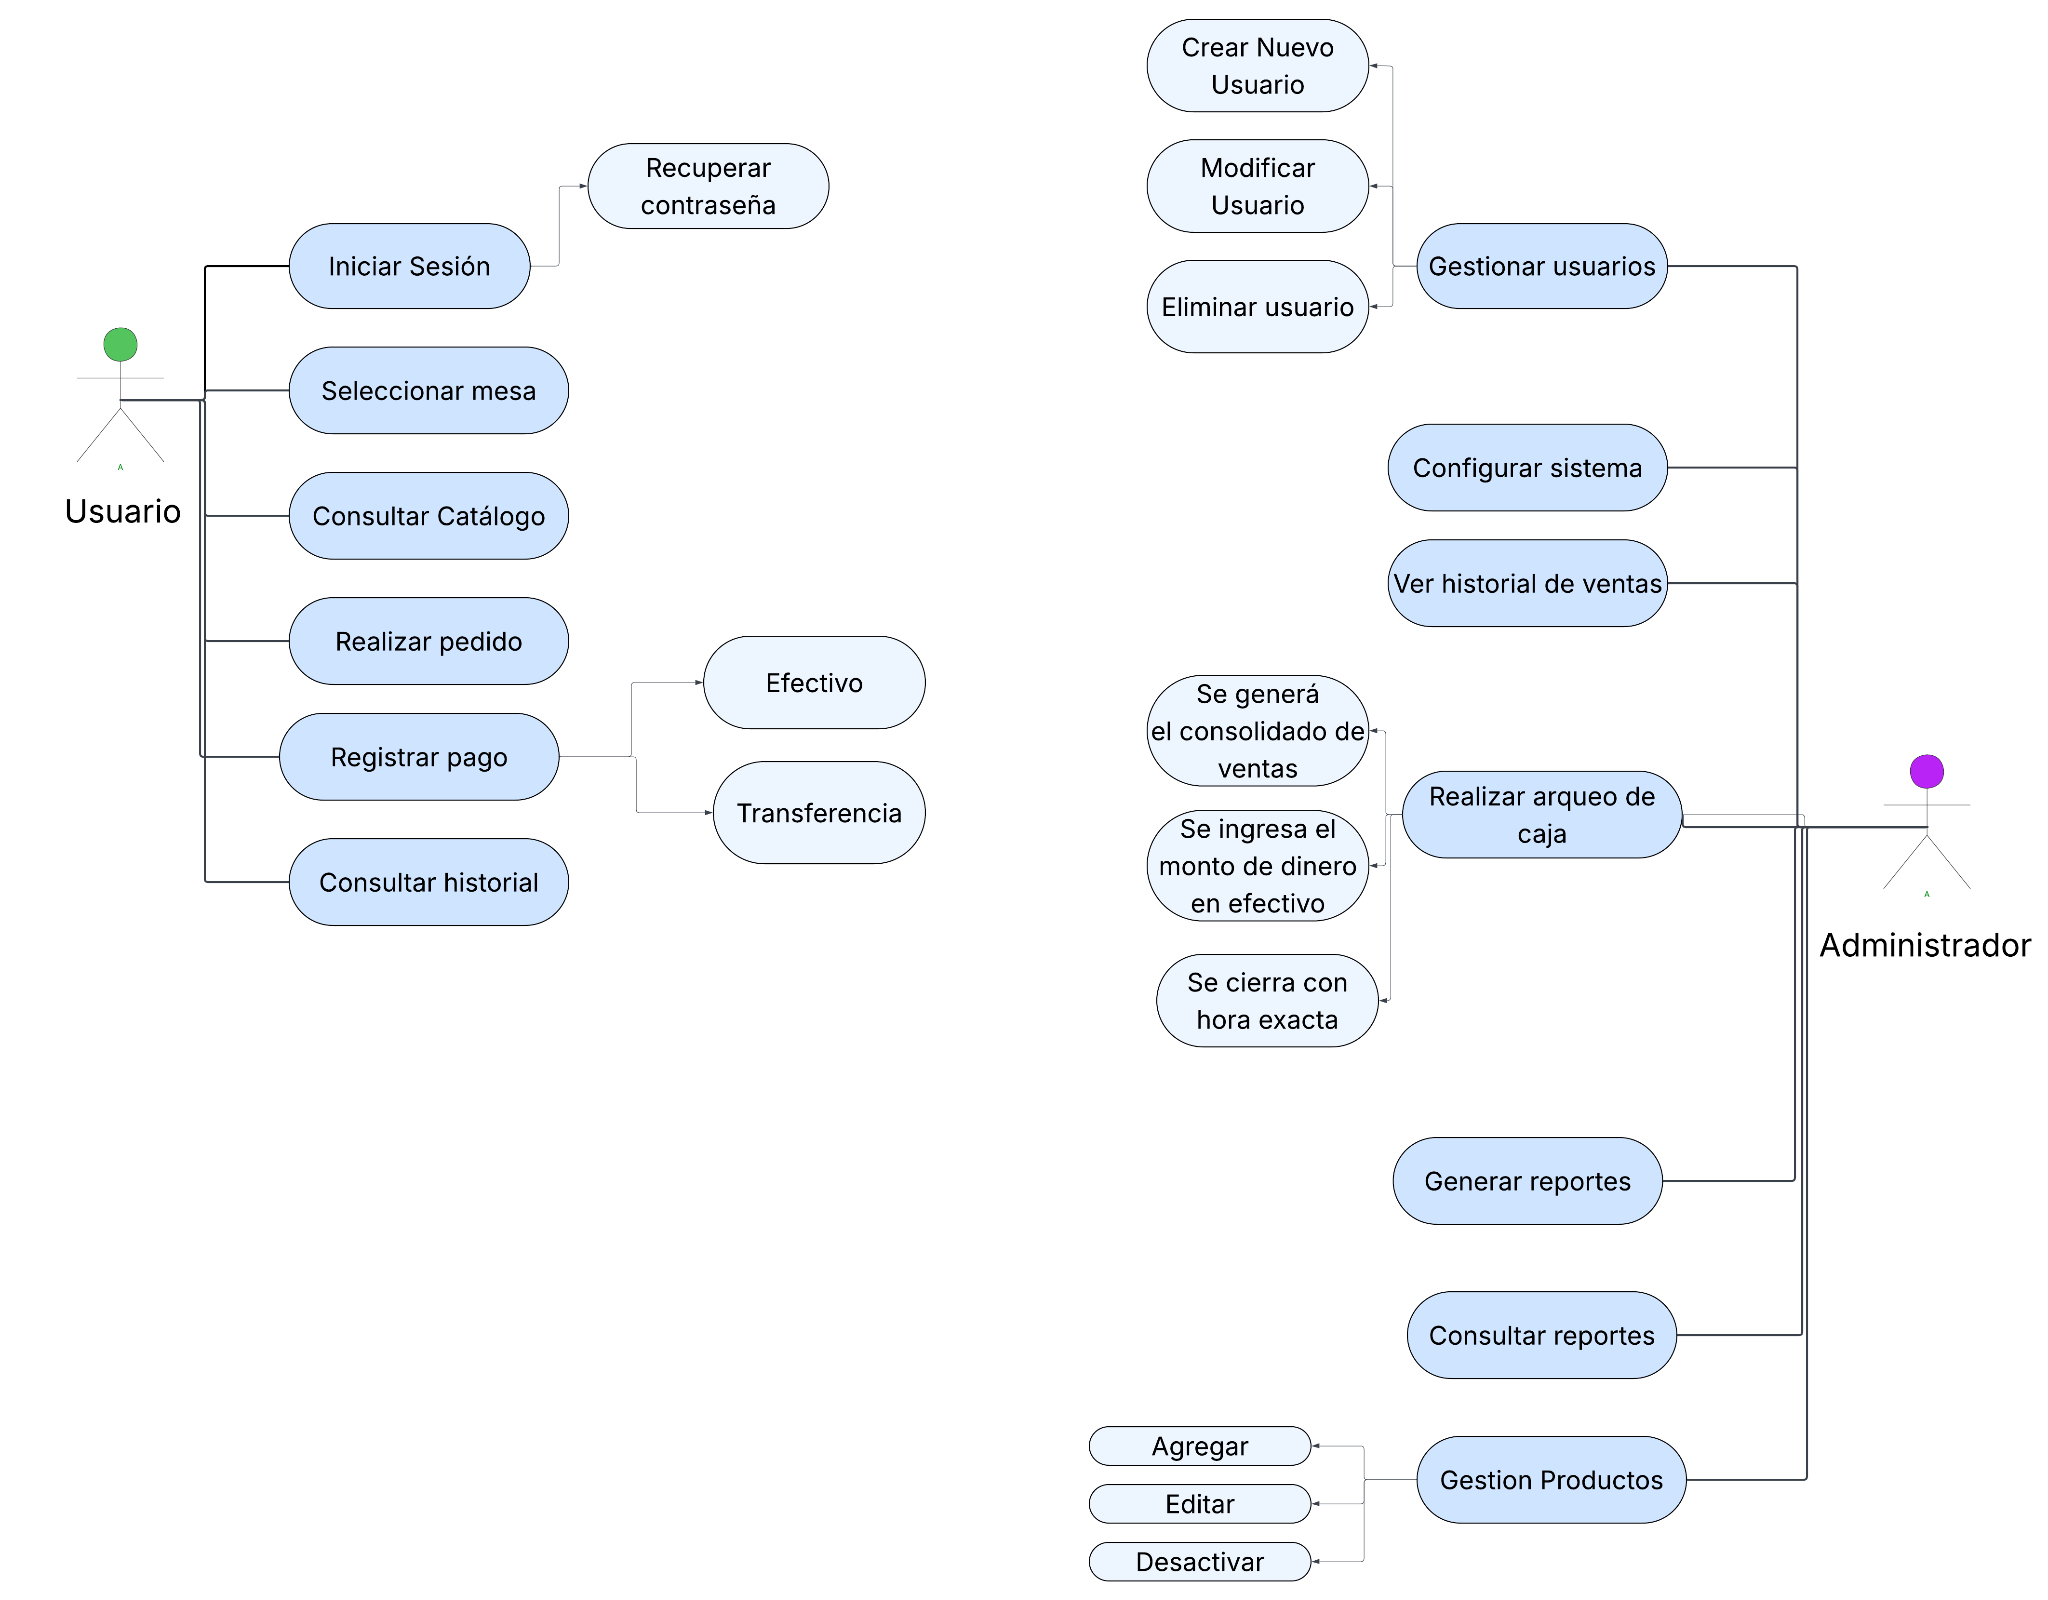 Crear Nuevo
Usuario
Recuperar
contraseña
Modificar
Usuario
Iniciar Sesión
Gestionar usuarios
Eliminar usuario
Seleccionar mesa
A
Usuario
Configurar sistema
Consultar Catálogo
Ver historial de ventas
Realizar pedido
Efectivo
Se generá
el consolidado de
ventas
Registrar pago
Transferencia
Realizar arqueo de
caja
Se ingresa el
monto de dinero
en efectivo
Consultar historial
A
Administrador
Se cierra con
hora exacta
Generar reportes
Consultar reportes
Agregar
Gestion Productos
Editar
Desactivar